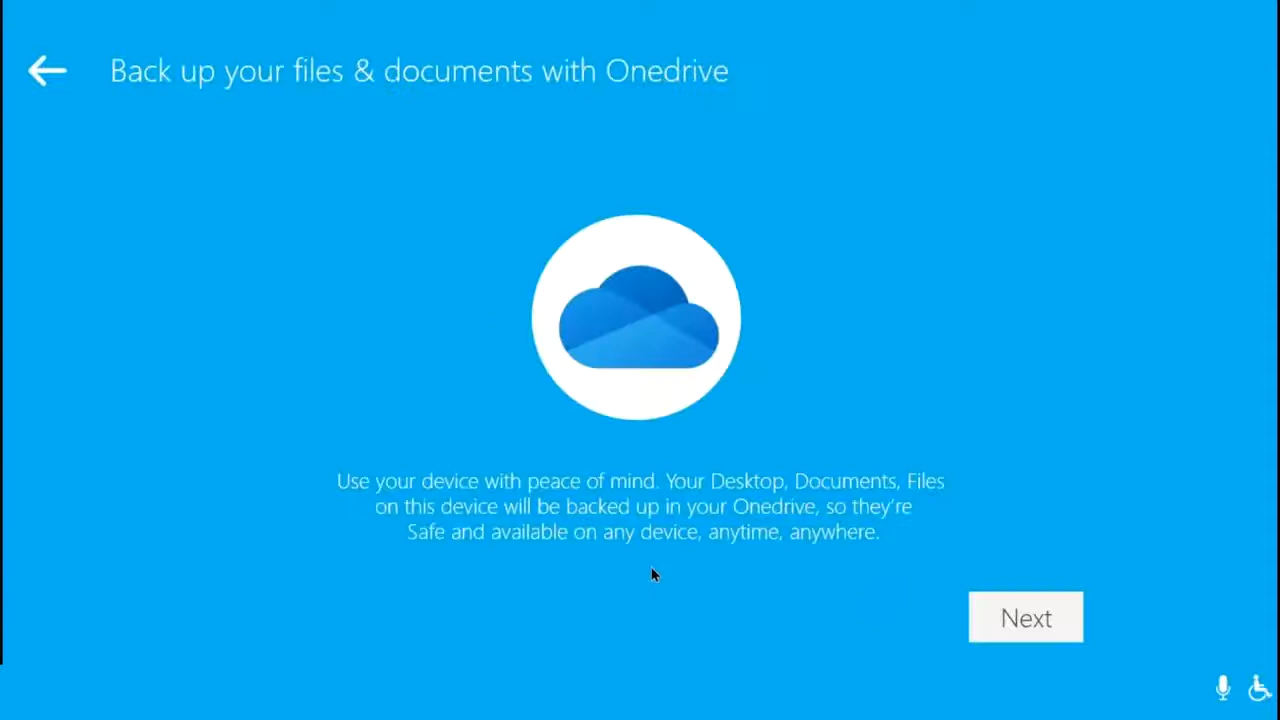 Back up your files & documents with Onedrive
Use your device with peace of mind. Your Desktop, Documents, Files
on this device will be backed up in your Onedrive, so they're
Safe and available on any device, anytime, anywhere.
Next